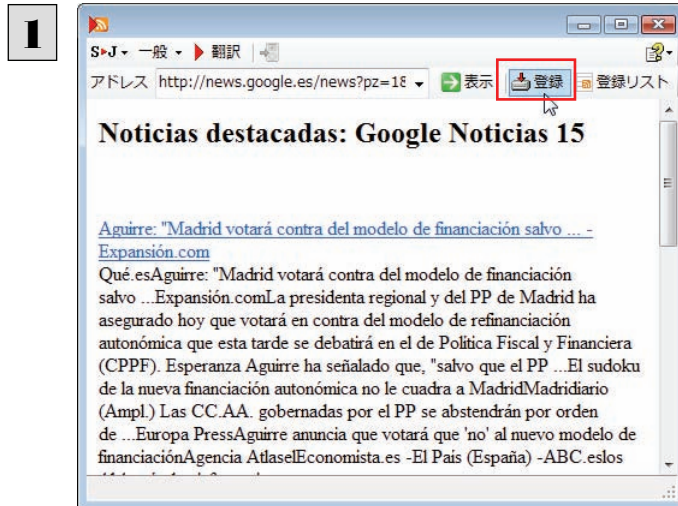 1
S▶J 一般 翻訳
アドレス http://news.google.es/news?pz=18 表示 登録 登録リスト
Noticias destacadas: Google Noticias 15
Aguirre: "Madrid votará contra del modelo de financiación salvo ... -
Expansión.com
Qué.esAguirre: "Madrid votará contra del modelo de financiación
salvo ...Expansión.comLa presidenta regional y del PP de Madrid ha
asegurado hoy que votará en contra del modelo de refinanciación
autonómica que esta tarde se debatirá en el de Política Fiscal y Financiera
(CPPF). Esperanza Aguirre ha señalado que, "salvo que el PP ...El sudoku
de la nueva financiación autonómica no le cuadra a MadridMadridiario
(Ampl.) Las CC.AA. gobernadas por el PP se abstendrán por orden
de ...Europa PressAguirre anuncia que votará que 'no' al nuevo modelo de
financiaciónAgencia AtlaselEconomista.es -El País (España) -ABC.eslos